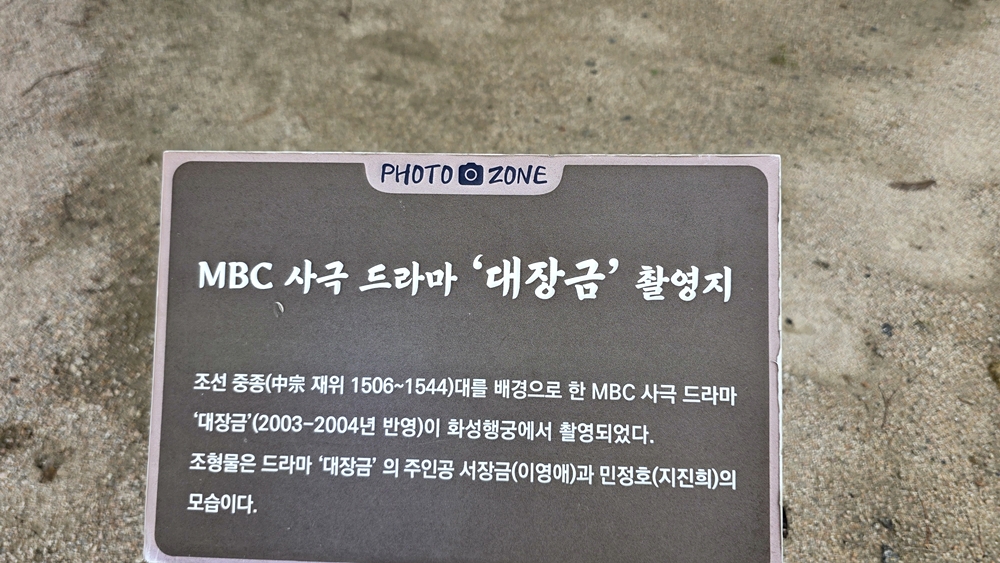 PHOTO ZONE
MBC 사극 드라마 ‘대장금’ 촬영지
조선 중종(中宗 재위 1506~1544)대를 배경으로 한 MBC 사극 드라마
‘대장금’(2003-2004년 반영)이 화성행궁에서 촬영되었다.
조형물은 드라마 ‘대장금’ 의 주인공 서장금(이영애)과 민정호(지진희)의
모습이다.